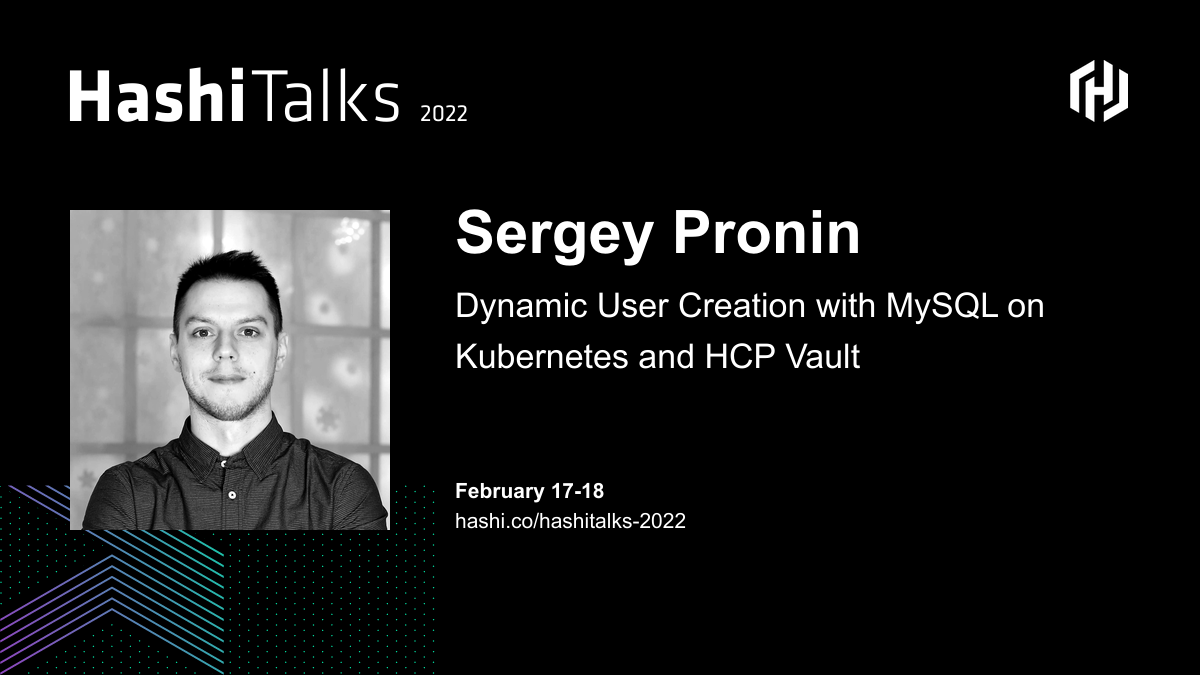 HashiTalks 2022
Sergey Pronin
Dynamic User Creation with MySQL on
Kubernetes and HCP Vault
February 17-18
hashi.co/hashitalks-2022